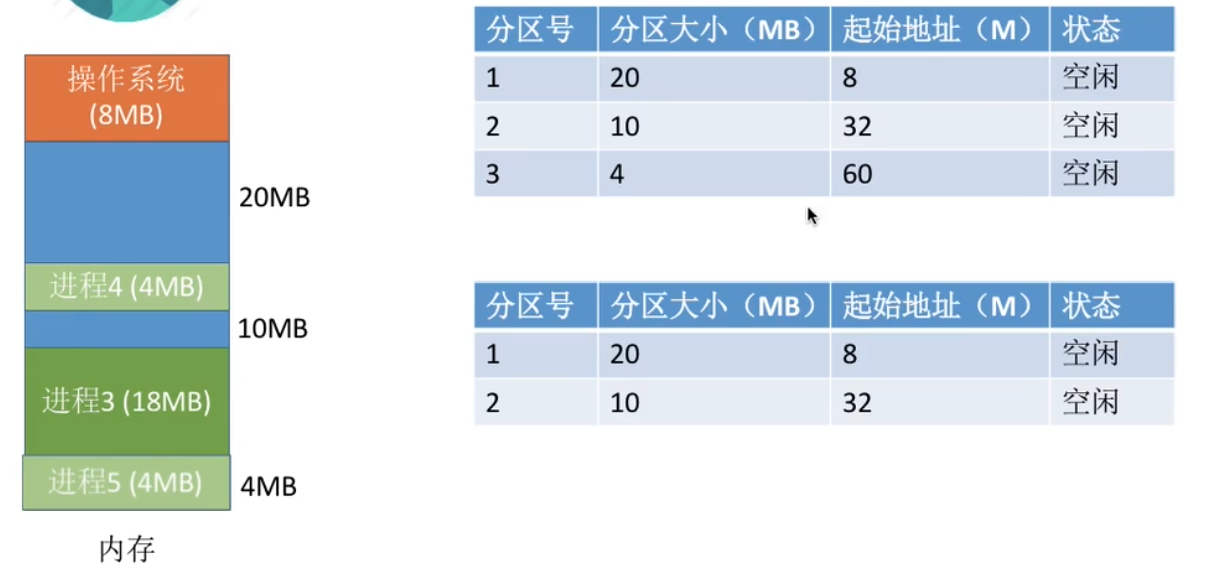 操作系统
(8MB)
20MB
进程4 (4MB)
10MB
进程3 (18MB)
进程5 (4MB)
4MB
内存
分区号 分区大小（MB） 起始地址（M） 状态
1 20 8 空闲
2 10 32 空闲
3 4 60 空闲
分区号 分区大小（MB） 起始地址（M） 状态
1 20 8 空闲
2 10 32 空闲